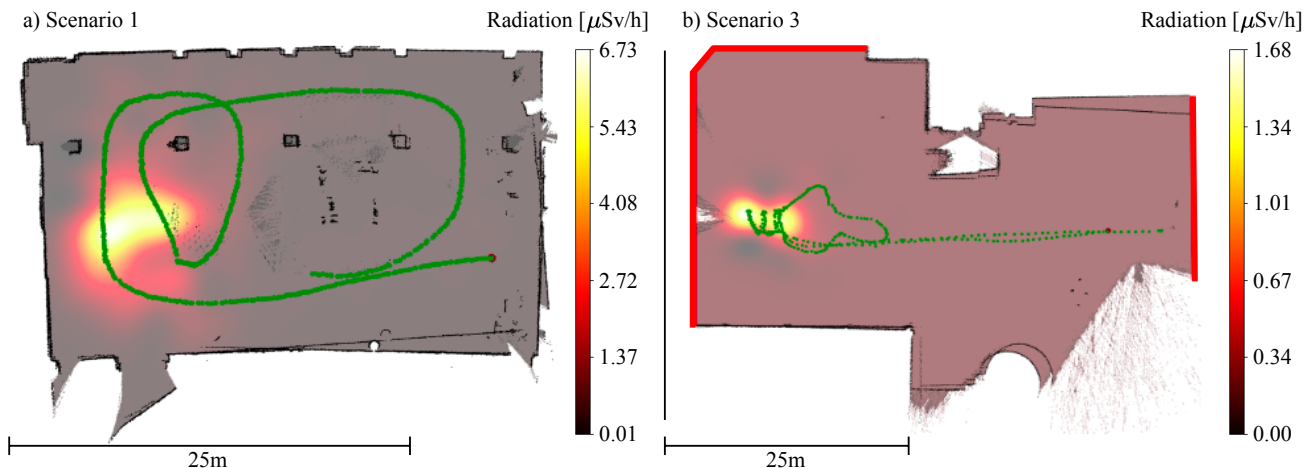 a) Scenario 1
Radiation [μSv/h]
6.73
5.43
4.08
2.72
1.37
0.01
25m
b) Scenario 3
Radiation [μSv/h]
1.68
1.34
1.01
0.67
0.34
0.00
25m